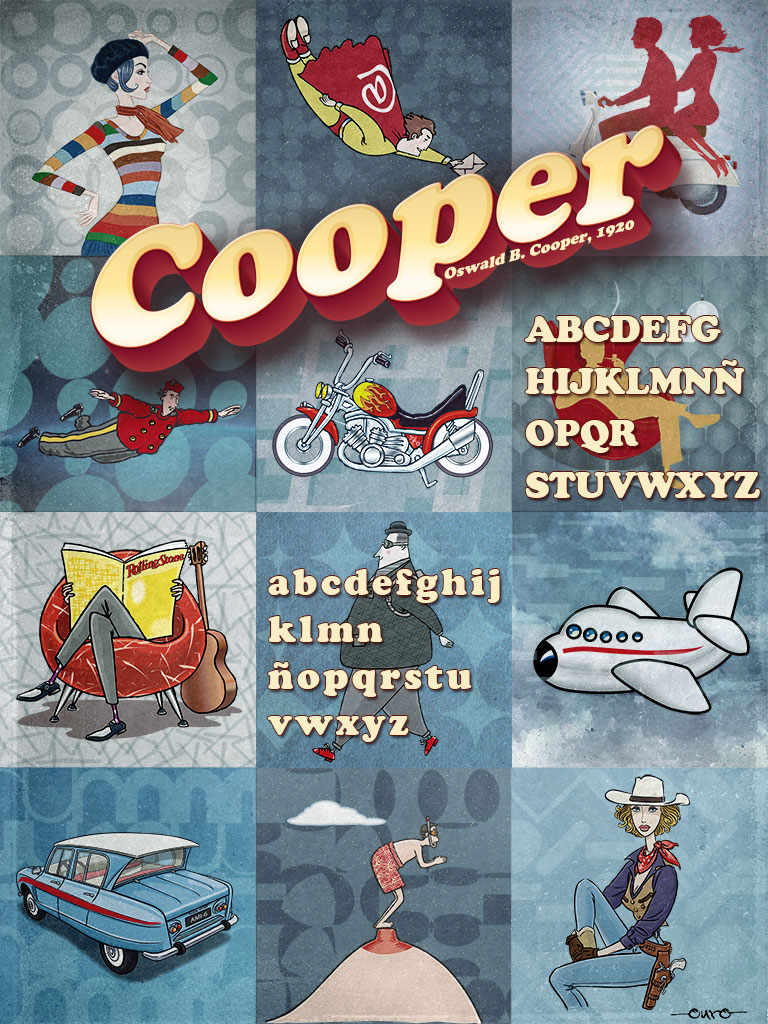 @
Cooper
Oswald B. Cooper, 1920
ABCDEFG
HIJKLMNÑ
OPQR
STUVWXYZ
Rolling Stone
abcdefghij
klmn
ñopqrstu
vwxyz
AMI-6
ouro